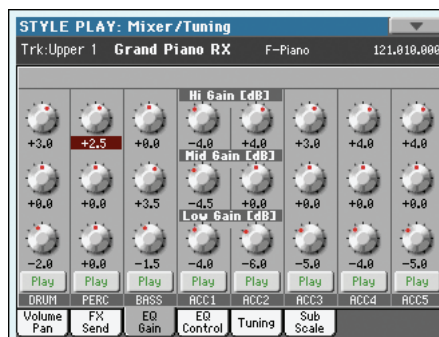 STYLE PLAY: Mixer/Tuning
Trk:Upper 1 Grand Piano RX F-Piano 121.010.000
Hi Gain [dB]
+3.0 +2.5 +0.0 -4.0 +4.0 +3.0 +4.0 +4.0
Mid Gain [dB]
+0.0 +0.0 +3.5 -4.5 +0.0 +0.0 +0.0 +0.0
Low Gain [dB]
-2.0 +0.0 -1.5 -4.0 -6.0 -5.0 -4.0 -5.0
Play Play Play Play Play Play Play Play
DRUM PERC BASS ACC1 ACC2 ACC3 ACC4 ACC5
Volume Pan FX Send EQ Gain EQ Control Tuning Sub Scale